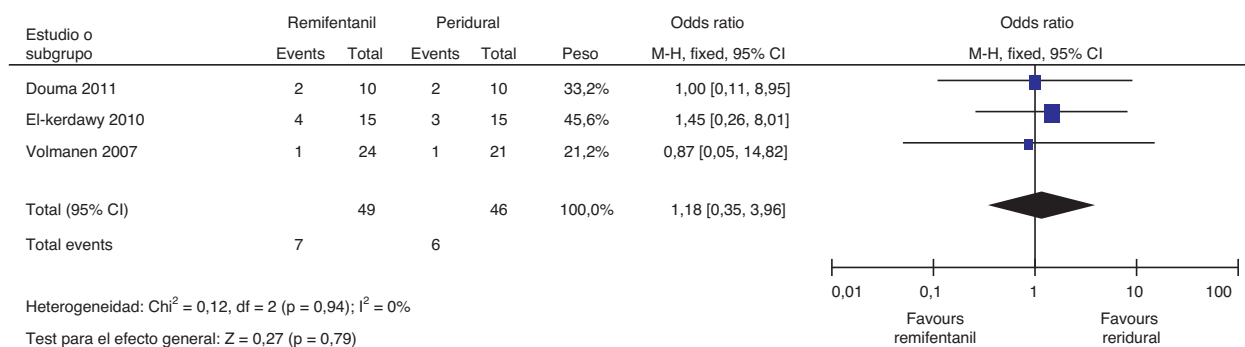 Remifentanil Peridural Odds ratio Odds ratio
Estudio o
subgrupo Events Total Events Total Peso M-H, fixed, 95% CI M-H, fixed, 95% CI
Douma 2011 2 10 2 10 33,2% 1,00 [0,11, 8,95]
El-kerdawy 2010 4 15 3 15 45,6% 1,45 [0,26, 8,01]
Volmanen 2007 1 24 1 21 21,2% 0,87 [0,05, 14,82]
Total (95% CI) 49 46 100,0% 1,18 [0,35, 3,96]
Total events 7 6
0,01 0,1 1 10 100
Heterogeneidad: Chi² = 0,12, df = 2 (p = 0,94); I² = 0%
Favours Favours
remifentanil reridural
Test para el efecto general: Z = 0,27 (p = 0,79)